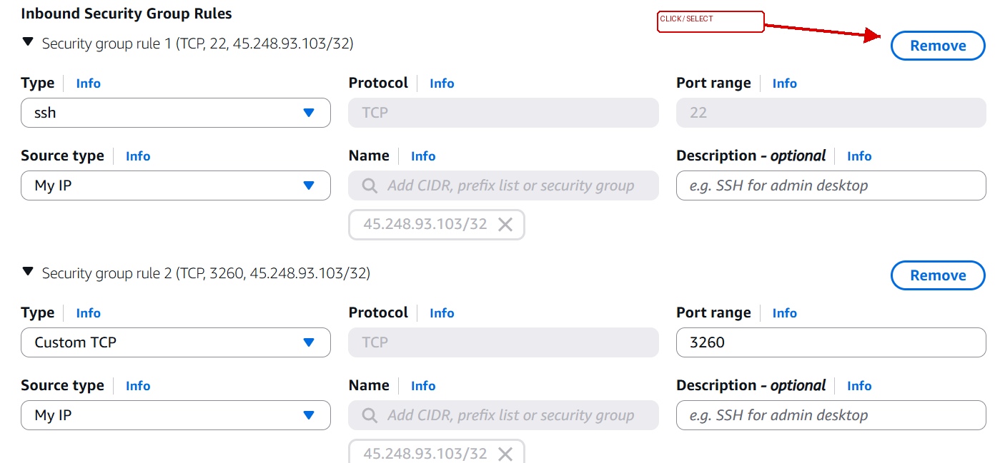 Inbound Security Group Rules
CLICK/SELECT
Security group rule 1 (TCP, 22, 45.248.93.103/32)
Remove
Type Info Protocol Info Port range Info
ssh TCP 22
Source type Info Name Info Description - optional Info
My IP Add CIDR, prefix list or security group e.g. SSH for admin desktop
45.248.93.103/32
Security group rule 2 (TCP, 3260, 45.248.93.103/32)
Remove
Type Info Protocol Info Port range Info
Custom TCP TCP 3260
Source type Info Name Info Description - optional Info
My IP Add CIDR, prefix list or security group e.g. SSH for admin desktop
45.248.93.103/32